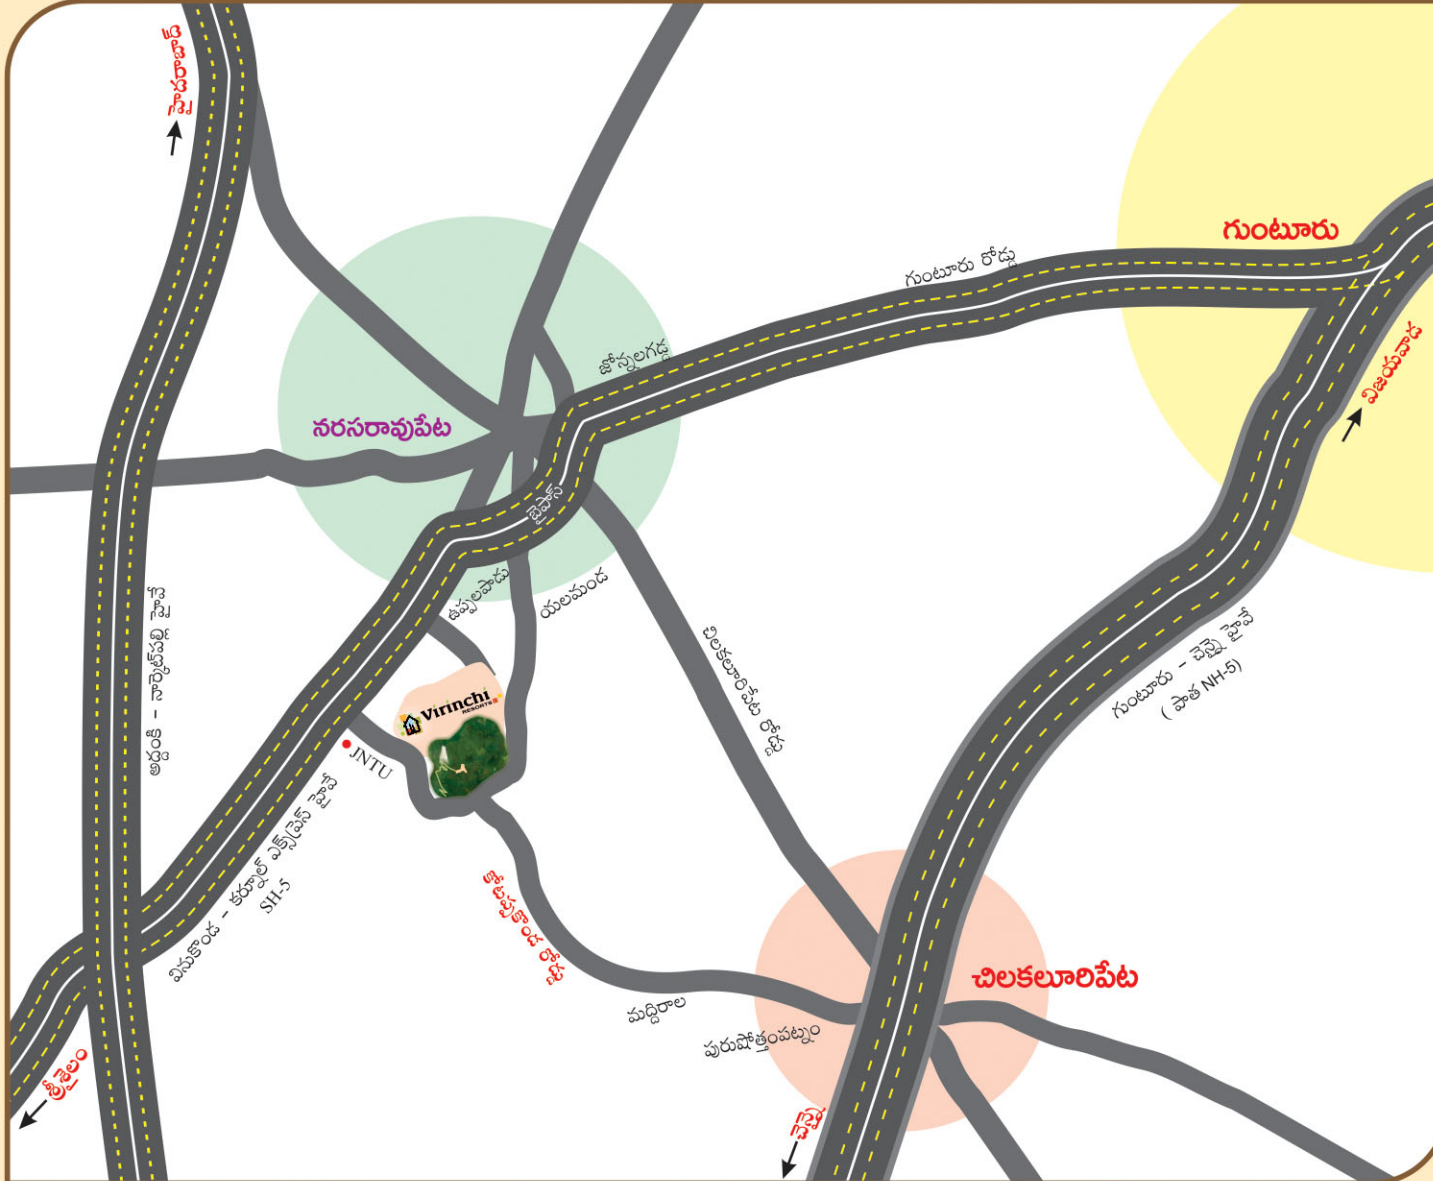 హైదరాబాద్
గుంటూరు
గుంటూరు రోడ్డు
విజయవాడ
జొన్నలగడ్డ
నరసరావుపేట
బైపాస్
ఉప్పలపాడు
యలమంద
అద్దంకి - నార్కెట్‌పల్లి హైవే
చిలకలూరిపేట రోడ్డు
గుంటూరు - చెన్నై హైవే
( పాత NH-5)
Virinchi
RESORTS
JNTU
వినుకొండ - కర్నూల్ ఎక్స్‌ప్రెస్ హైవే
SH-5
కోటప్పకొండ రోడ్డు
చిలకలూరిపేట
మద్దిరాల
పురుషోత్తంపట్నం
శ్రీశైలం
చెన్నై